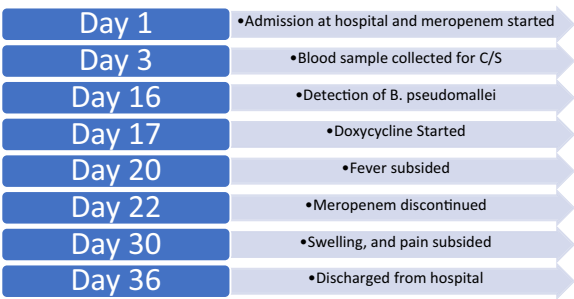 Day 1
•Admission at hospital and meropenem started
Day 3
•Blood sample collected for C/S
Day 16
•Detection of B. pseudomallei
Day 17
•Doxycycline Started
Day 20
•Fever subsided
Day 22
•Meropenem discontinued
Day 30
•Swelling, and pain subsided
Day 36
•Discharged from hospital